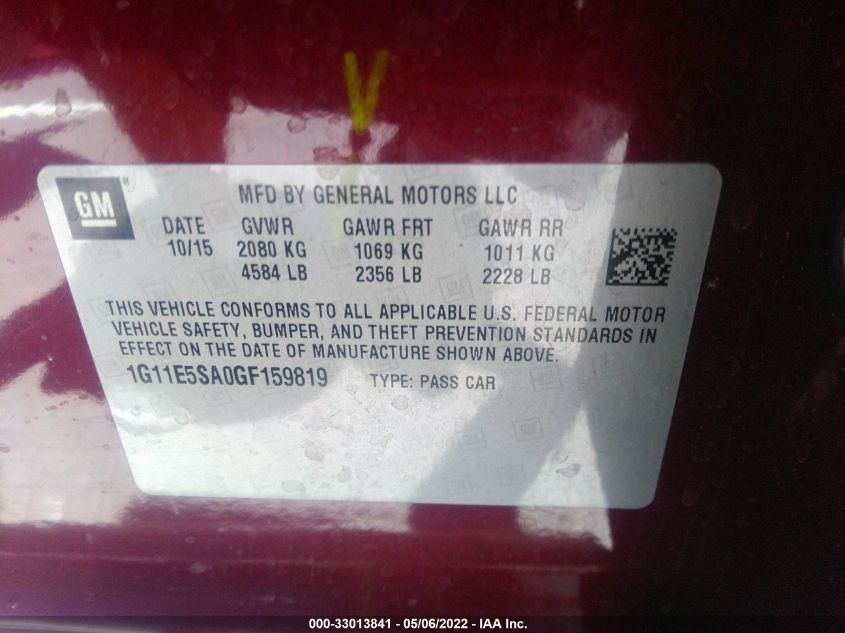 V
GM®
MFD BY GENERAL MOTORS LLC
DATE GVWR GAWR FRT GAWR RR
10/15 2080 KG 1069 KG 1011 KG
4584 LB 2356 LB 2228 LB
THIS VEHICLE CONFORMS TO ALL APPLICABLE U.S. FEDERAL MOTOR
VEHICLE SAFETY, BUMPER, AND THEFT PREVENTION STANDARDS IN
EFFECT ON THE DATE OF MANUFACTURE SHOWN ABOVE.
1G11E5SA0GF159819 TYPE: PASS CAR
000-33013841 - 05/06/2022 - IAA Inc.